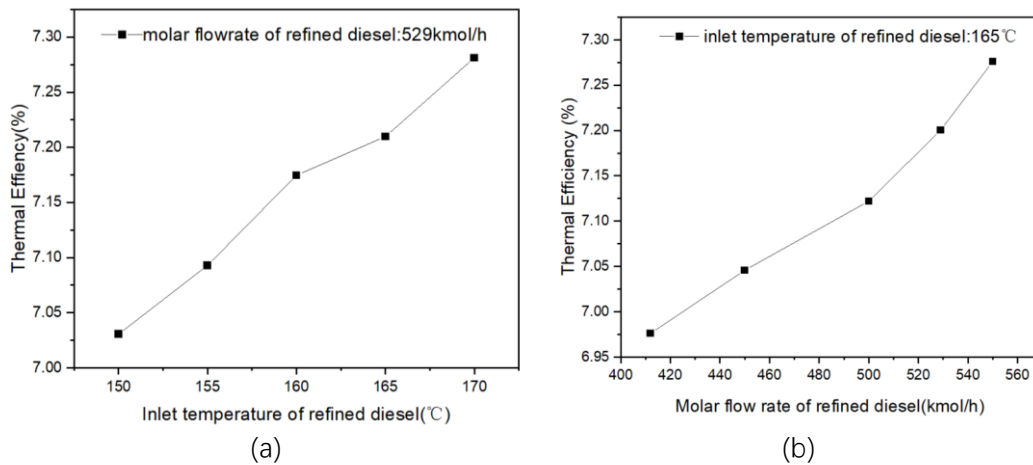 molar flowrate of refined diesel:529kmol/h
7.30
7.25
7.20
7.15
7.10
7.05
7.00
Thermal Effiency(%)
150 155 160 165 170
Inlet temperature of refined diesel(℃)
(a)
inlet temperature of refined diesel:165℃
7.30
7.25
7.20
7.15
7.10
7.05
7.00
6.95
Thermal Efficiency (%)
400 420 440 460 480 500 520 540 560
Molar flow rate of refined diesel(kmol/h)
(b)